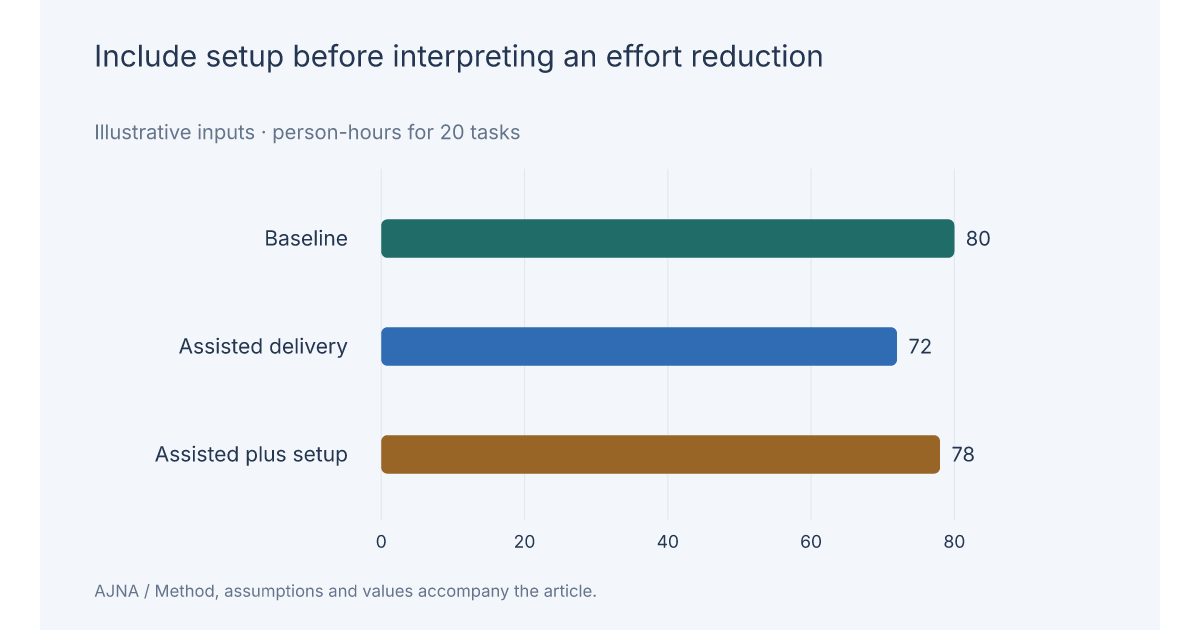 Include setup before interpreting an effort reduction
Illustrative inputs · person-hours for 20 tasks
Baseline 80
Assisted delivery 72
Assisted plus setup 78
0 20 40 60 80
AJNA / Method, assumptions and values accompany the article.